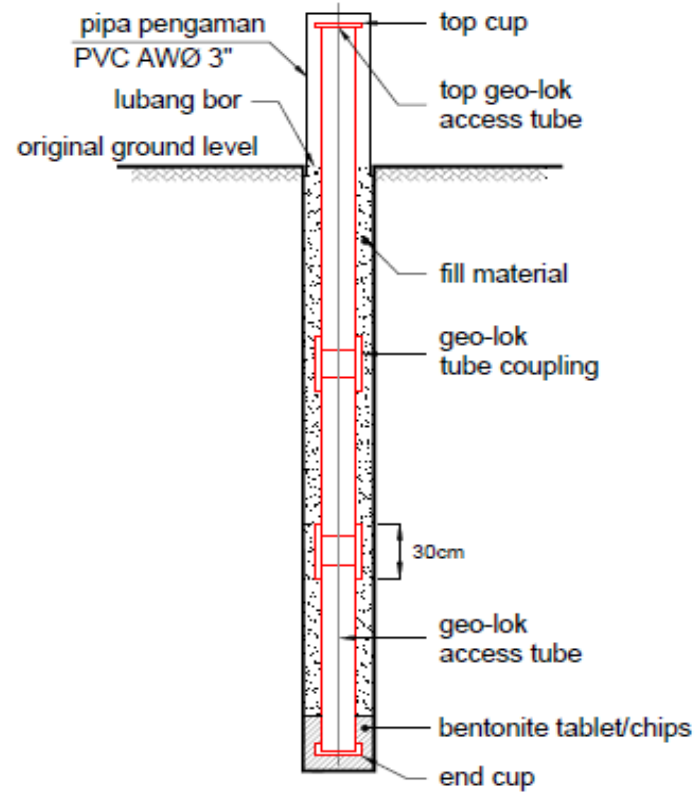 pipa pengaman
PVC AWØ 3"
lubang bor
original ground level
top cup
top geo-lok
access tube
fill material
geo-lok
tube coupling
30cm
geo-lok
access tube
bentonite tablet/chips
end cup